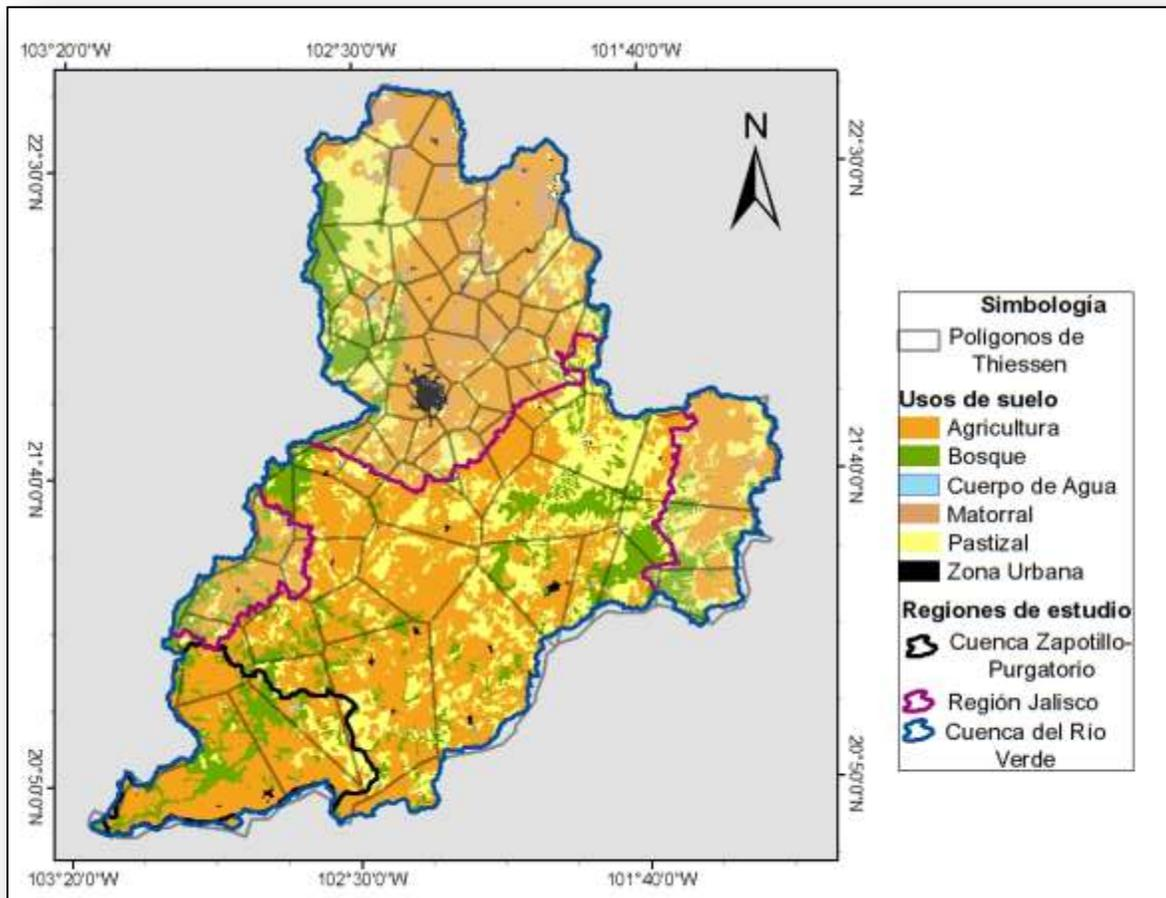 103°20'0"W
102°30'0"W
101°40'0"W
22°30'0"N
22°30'0"N
N
21°40'0"N
21°40'0"N
20°50'0"N
20°50'0"N
103°20'0"W
102°30'0"W
101°40'0"W
Simbología
Poligonos de
Thiessen
Usos de suelo
Agricultura
Bosque
Cuerpo de Agua
Matorral
Pastizal
Zona Urbana
Regiones de estudio
Cuenca Zapotillo-
Purgatorio
Región Jalisco
Cuenca del Río
Verde